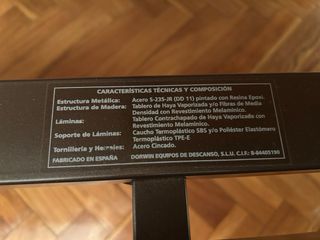 CARACTERÍSTICAS TÉCNICAS Y COMPOSICIÓN
Estructura Metálica: Acero S-235-JR (DD 11) pintado con Resina Epoxi.
Estructura de Madera: Tablero de Haya Vaporizada y/o Fibras de Media
Densidad con Revestimiento Melamínico.
Láminas: Tablero Contrachapado de Haya Vaporizada con
Revestimiento Melamínico.
Soporte de Láminas: Caucho Termoplástico SBS y/o Poliéster Elastómero
Termoplástico TPE-E
Tornillería y Herrajes: Acero Cincado.
FABRICADO EN ESPAÑA DORWIN EQUIPOS DE DESCANSO, S.L.U. C.I.F.: B-84405190